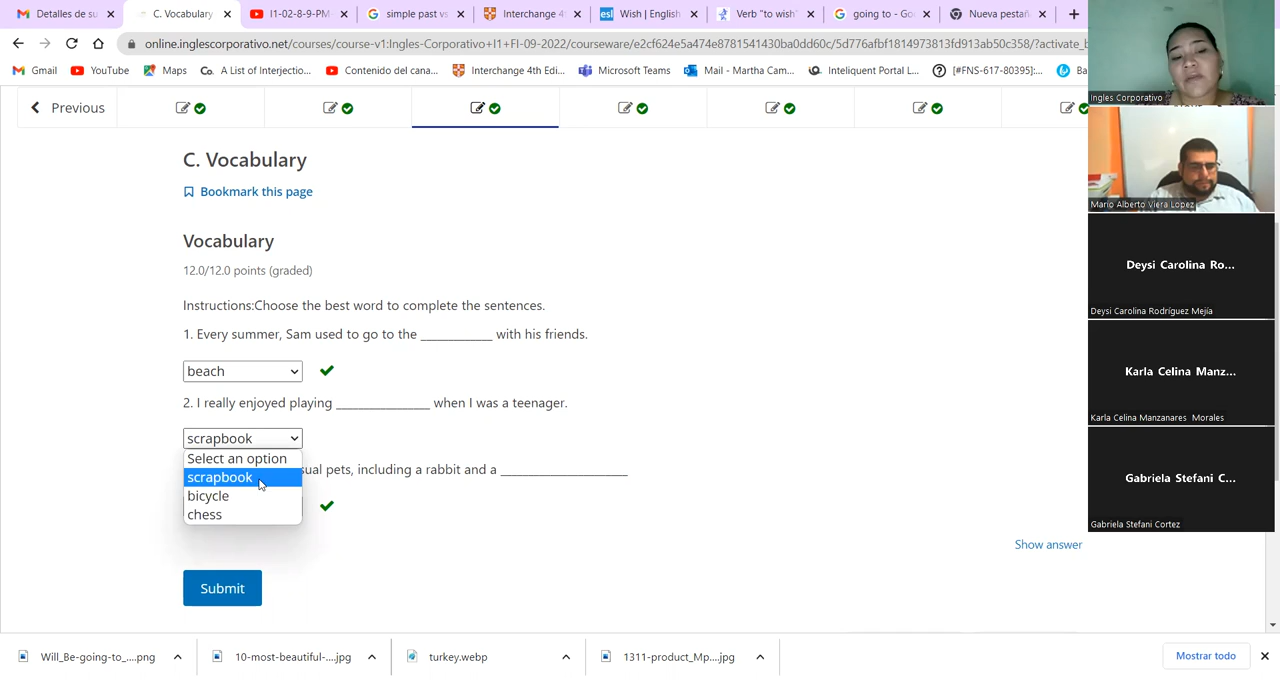 Detalles de su
C. Vocabulary
I1-02-8-9-PM
simple past vs
Interchange 4
Wish | English
Verb "to wish"
going to - Go
Nueva pestañ
online.inglescorporativo.net/courses/course-v1:Ingles-Corporativo+I1+FI-09-2022/courseware/e2cf624e5a474e8781541430ba0dd60c/5d776afbf1814973813fd913ab50c358/?activate_b
Gmail
YouTube
Maps
A List of Interjectio...
Contenido del cana...
Interchange 4th Edi...
Microsoft Teams
Mail - Martha Cam...
Inteliquent Portal L...
[#FNS-617-80395]:...
Ba
Previous
C. Vocabulary
Bookmark this page
Vocabulary
12.0/12.0 points (graded)
Instructions:Choose the best word to complete the sentences.
1. Every summer, Sam used to go to the ___________ with his friends.
beach
2. I really enjoyed playing ______________ when I was a teenager.
scrapbook
Select an option
scrapbook
bicycle
chess
sual pets, including a rabbit and a ___________________
Show answer
Submit
Ingles Corporativo
Mario Alberto Viera Lopez
Deysi Carolina Ro...
Deysi Carolina Rodríguez Mejía
Karla Celina Manz...
Karla Celina Manzanares Morales
Gabriela Stefani C...
Gabriela Stefani Cortez
Will_Be-going-to_....png
10-most-beautiful-....jpg
turkey.webp
1311-product_Mp....jpg
Mostrar todo